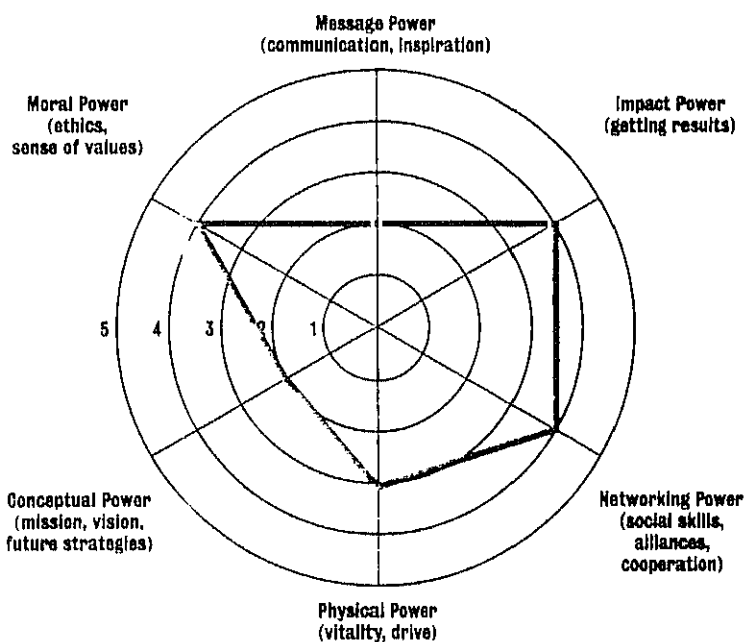 Message Power
(communication, inspiration)
Moral Power
(ethics,
sense of values)
Impact Power
(getting results)
5 4 3 2 1
Conceptual Power
(mission, vision,
future strategies)
Networking Power
(social skills,
alliances,
cooperation)
Physical Power
(vitality, drive)